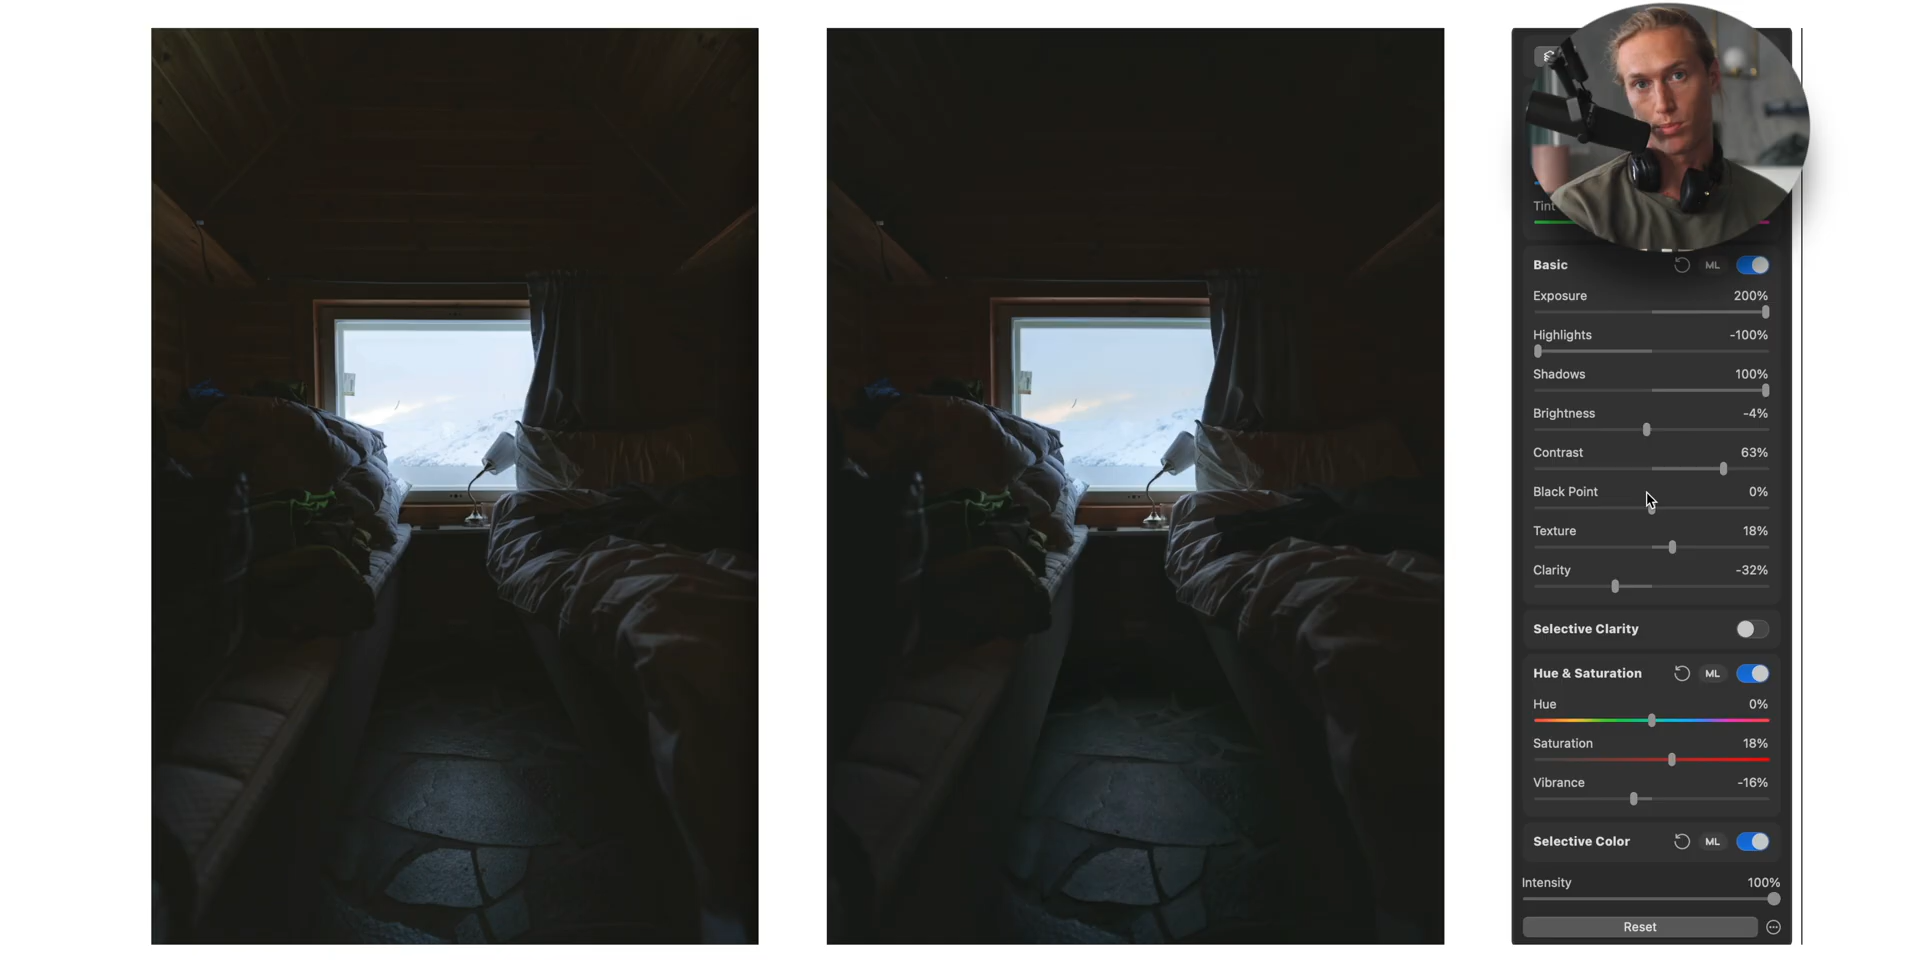 Tint
Basic ML
Exposure 200%
Highlights -100%
Shadows 100%
Brightness -4%
Contrast 63%
Black Point 0%
Texture 18%
Clarity -32%
Selective Clarity
Hue & Saturation ML
Hue 0%
Saturation 18%
Vibrance -16%
Selective Color ML
Intensity 100%
Reset